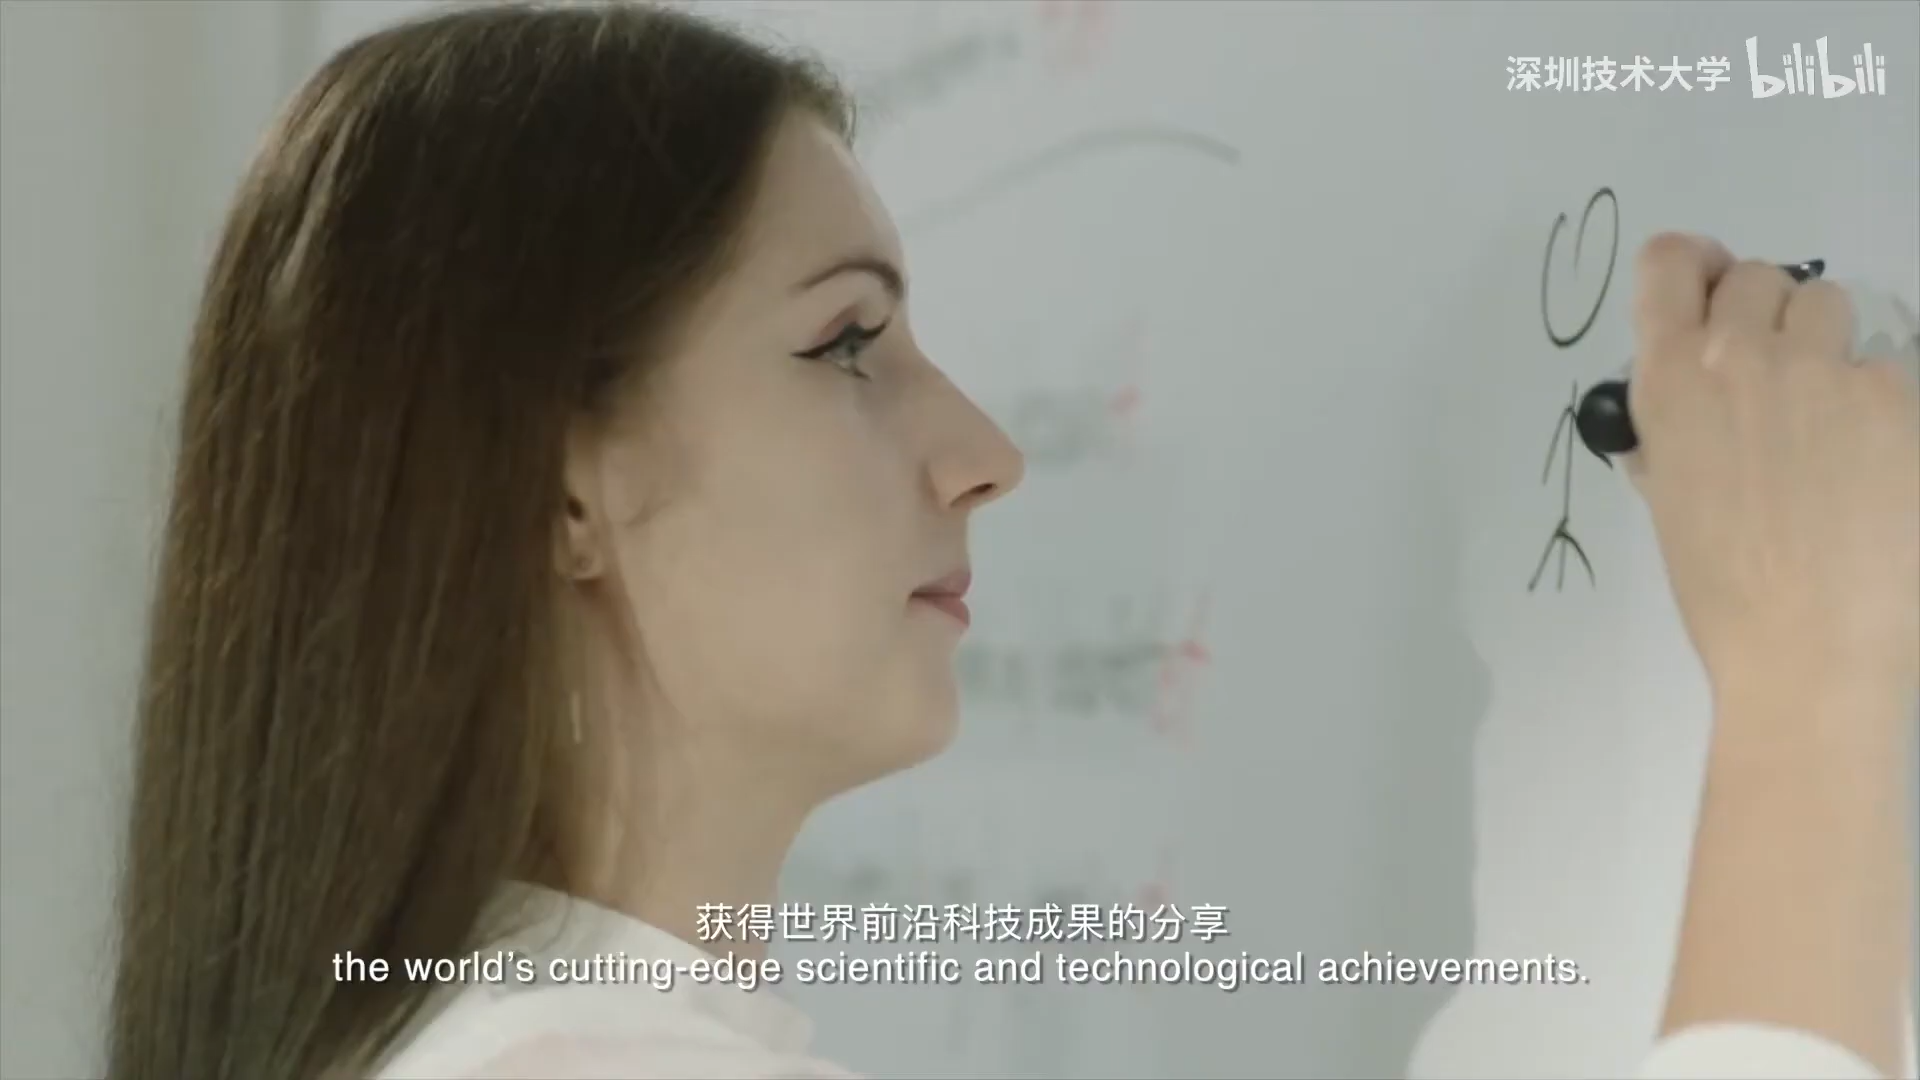 深圳技术大学 bilibili
获得世界前沿科技成果的分享
the world's cutting-edge scientific and technological achievements.